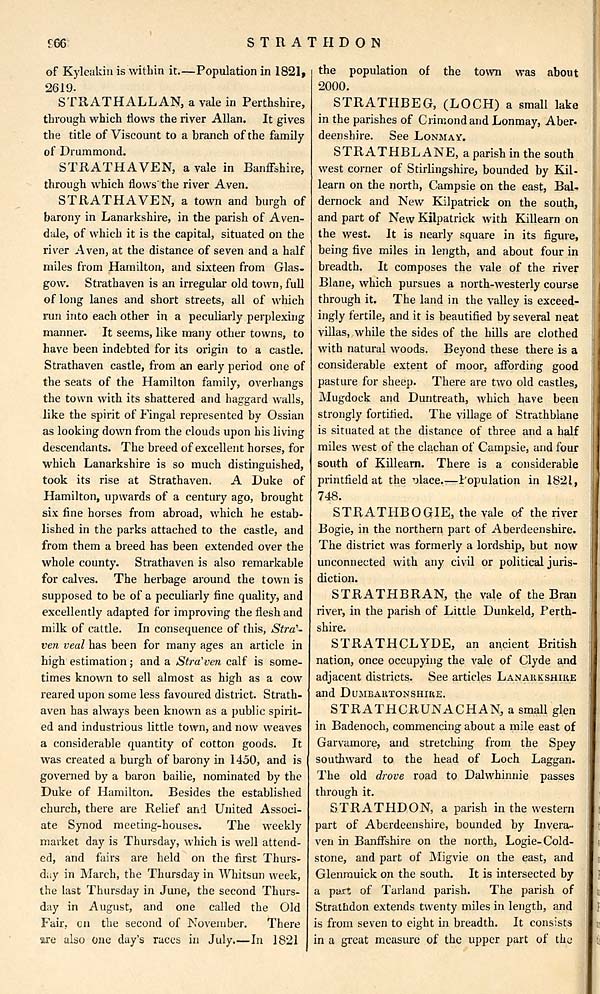 966
STRATHDON
of Kyleakin is within it.—Population in 1821,
2619.
STRATHALLAN, a vale in Perthshire,
through which flows the river Allan. It gives
the title of Viscount to a branch of the family
of Drummond.
STRATHAVEN, a vale in Banffshire,
through which flows the river Aven.
STRATHAVEN, a town and burgh of
barony in Lanarkshire, in the parish of Aven-
dale, of which it is the capital, situated on the
river Aven, at the distance of seven and a half
miles from Hamilton, and sixteen from Glas-
gow. Strathaven is an irregular old town, full
of long lanes and short streets, all of which
run into each other in a peculiarly perplexing
manner. It seems, like many other towns, to
have been indebted for its origin to a castle.
Strathaven castle, from an early period one of
the seats of the Hamilton family, overhangs
the town with its shattered and haggard walls,
like the spirit of Fingal represented by Ossian
as looking down from the clouds upon his living
descendants. The breed of excellent horses, for
which Lanarkshire is so much distinguished,
took its rise at Strathaven. A Duke of
Hamilton, upwards of a century ago, brought
six fine horses from abroad, which he estab-
lished in the parks attached to the castle, and
from them a breed has been extended over the
whole county. Strathaven is also remarkable
for calves. The herbage around the town is
supposed to be of a peculiarly fine quality, and
excellently adapted for improving the flesh and
milk of cattle. In consequence of this, Stra'-
ven veal has been for many ages an article in
high estimation; and a Stra'ven calf is some-
times known to sell almost as high as a cow
reared upon some less favoured district. Strath-
aven has always been known as a public spirit-
ed and industrious little town, and now weaves
a considerable quantity of cotton goods. It
was created a burgh of barony in 1450, and is
governed by a baron bailie, nominated by the
Duke of Hamilton. Besides the established
church, there are Relief and United Associ-
ate Synod meeting-houses. The weekly
market day is Thursday, which is well attend-
ed, and fairs are held on the first Thurs-
day in March, the Thursday in Whitsun week,
the last Thursday in June, the second Thurs-
day in August, and one called the Old
Fair, on the second of November. There
are also one day's races in July.—In 1821
the population of the town was about
2000.
STRATHBEG, (LOCH) a small lake
in the parishes of Crimond and Lonmay, Aber-
deenshire. See LONMAY.
STRATHBLANE, a parish in the south
west corner of Stirlingshire, bounded by Kil-
learn on the north, Campsie on the east, Bal-
dernock and New Kilpatrick on the south,
and part of New Kilpatrick with Killearn on
the west. It is nearly square in its figure,
being five miles in length, and about four in
breadth. It composes the vale of the river
Blane, which pursues a north-westerly course
through it. The land in the valley is exceed-
ingly fertile, and it is beautified by several neat
villas, while the sides of the hills are clothed
with natural woods. Beyond these there is a
considerable extent of moor, affording good
pasture for sheep. There are two old castles,
Mugdock and Duntreath, which have been
strongly fortified. The village of Strathblane
is situated at the distance of three and a half
miles west of the clachan of Campsie, and four
south of Killearn. There is a considerable
printfield at the place.—Population in 1821,
748.
STRATHBOGIE, the vale of the river
Bogie, in the northern part of Aberdeenshire.
The district was formerly a lordship, but now
unconnected with any civil or political juris-
diction.
STRATHBRAN, the vale of the Bran
river, in the parish of Little Dunkeld, Perth-
shire.
STRATHCLYDE, an ancient British
nation, once occupying the vale of Clyde and
adjacent districts. See articles LANARKSHIRE
and DUMBARTONSHIRE.
STRATHCRUNACHAN, a small glen
in Badenoch, commencing about a mile east of
Garvamore, and stretching from the Spey
southward to the head of Loch Laggan.
The old drove road to Dalwhinnie passes
through it.
STRATHDON, a parish in the western
part of Aberdeenshire, bounded by Invera-
ven in Banffshire on the north, Logie-Cold-
stone, and part of Migvie on the east, and
Glenmuick on the south. It is intersected by
a part of Tarland parish. The parish of
Strathdon extends twenty miles in length, and
is from seven to eight in breadth. It consists
in a great measure of the upper part of the